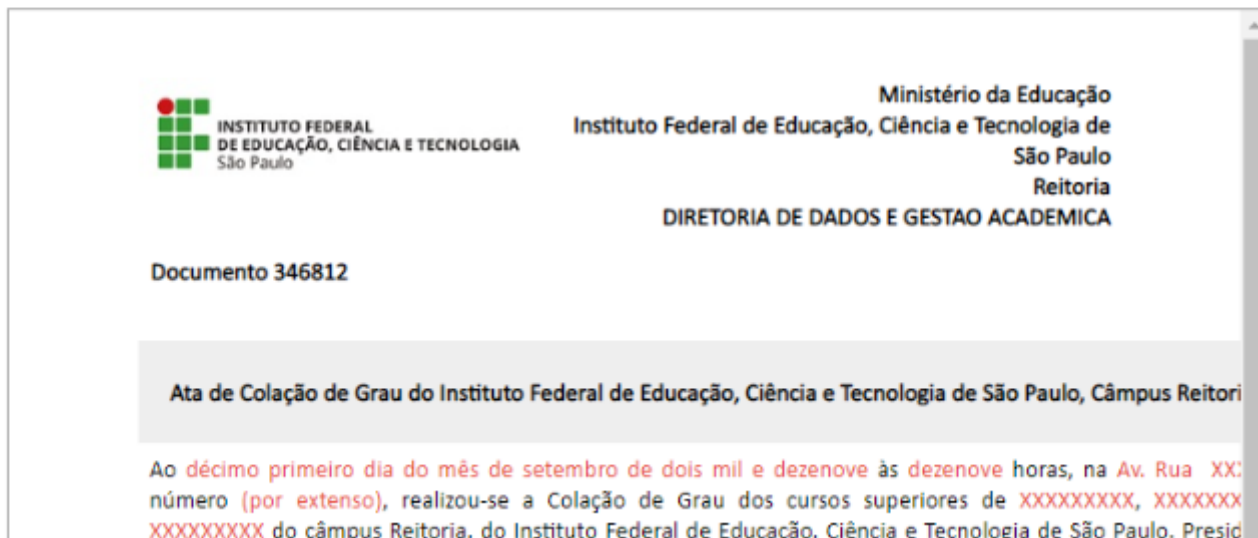 INSTITUTO FEDERAL
DE EDUCAÇÃO, CIÊNCIA E TECNOLOGIA
São Paulo
Ministério da Educação
Instituto Federal de Educação, Ciência e Tecnologia de
São Paulo
Reitoria
DIRETORIA DE DADOS E GESTAO ACADEMICA
Documento 346812
Ata de Colação de Grau do Instituto Federal de Educação, Ciência e Tecnologia de São Paulo, Câmpus Reitori
Ao décimo primeiro dia do mês de setembro de dois mil e dezenove às dezenove horas, na Av. Rua XX
número (por extenso), realizou-se a Colação de Grau dos cursos superiores de XXXXXXXXX, XXXXXXX
XXXXXXXXX do câmpus Reitoria, do Instituto Federal de Educação, Ciência e Tecnologia de São Paulo. Presid